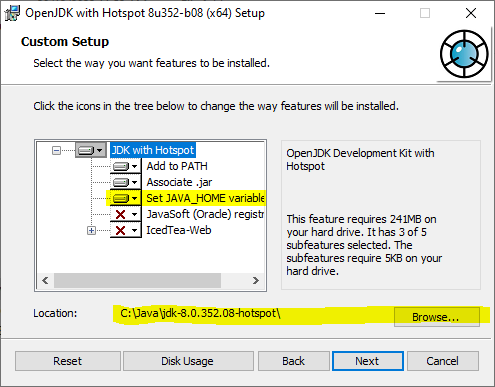 OpenJDK with Hotspot 8u352-b08 (x64) Setup
Custom Setup
Select the way you want features to be installed.
Click the icons in the tree below to change the way features will be installed.
JDK with Hotspot
Add to PATH
Associate .jar
Set JAVA_HOME variable
JavaSoft (Oracle) registr
IcedTea-Web
OpenJDK Development Kit with
Hotspot
This feature requires 241MB on
your hard drive. It has 3 of 5
subfeatures selected. The
subfeatures require 5KB on your
hard drive.
Location:
C:\Java\jdk-8.0.352.08-hotspot\
Browse...
Reset
Disk Usage
Back
Next
Cancel